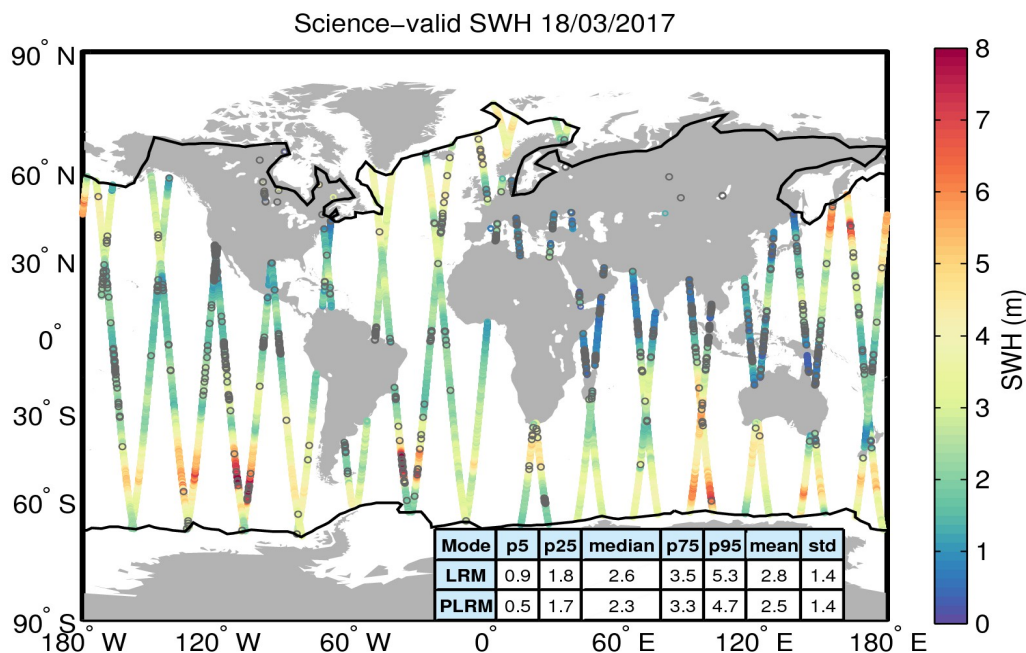 Science−valid SWH 18/03/2017
90° N
60° N
30° N
0°
30° S
60° S
90° S
180° W
120° W
60° W
0°
60° E
120° E
180° E
Mode p5 p25 median p75 p95 mean std
LRM 0.9 1.8 2.6 3.5 5.3 2.8 1.4
PLRM 0.5 1.7 2.3 3.3 4.7 2.5 1.4
8
7
6
5
4
3
2
1
0
SWH (m)